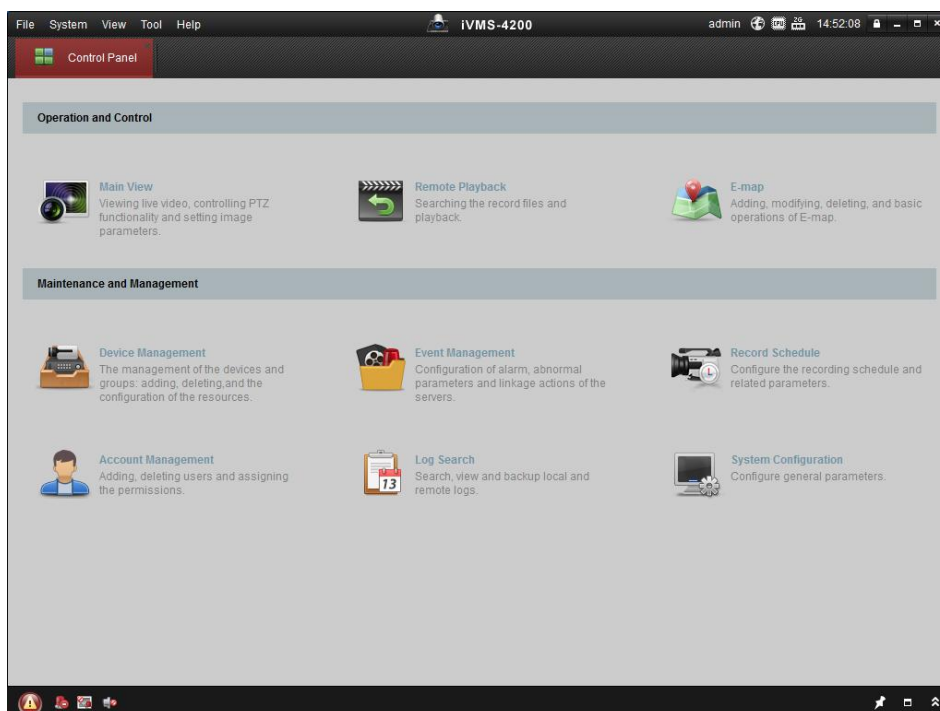 File System View Tool Help iVMS-4200 admin 14:52:08
Control Panel
Operation and Control
Main View
Viewing live video, controlling PTZ
functionality and setting image
parameters.
Remote Playback
Searching the record files and
playback.
E-map
Adding, modifying, deleting, and basic
operations of E-map.
Maintenance and Management
Device Management
The management of the devices and
groups: adding, deleting,and the
configuration of the resources.
Event Management
Configuration of alarm, abnormal
parameters and linkage actions of the
servers.
Record Schedule
Configure the recording schedule and
related parameters.
Account Management
Adding, deleting users and assigning
the permissions.
13
Log Search
Search, view and backup local and
remote logs.
System Configuration
Configure general parameters.